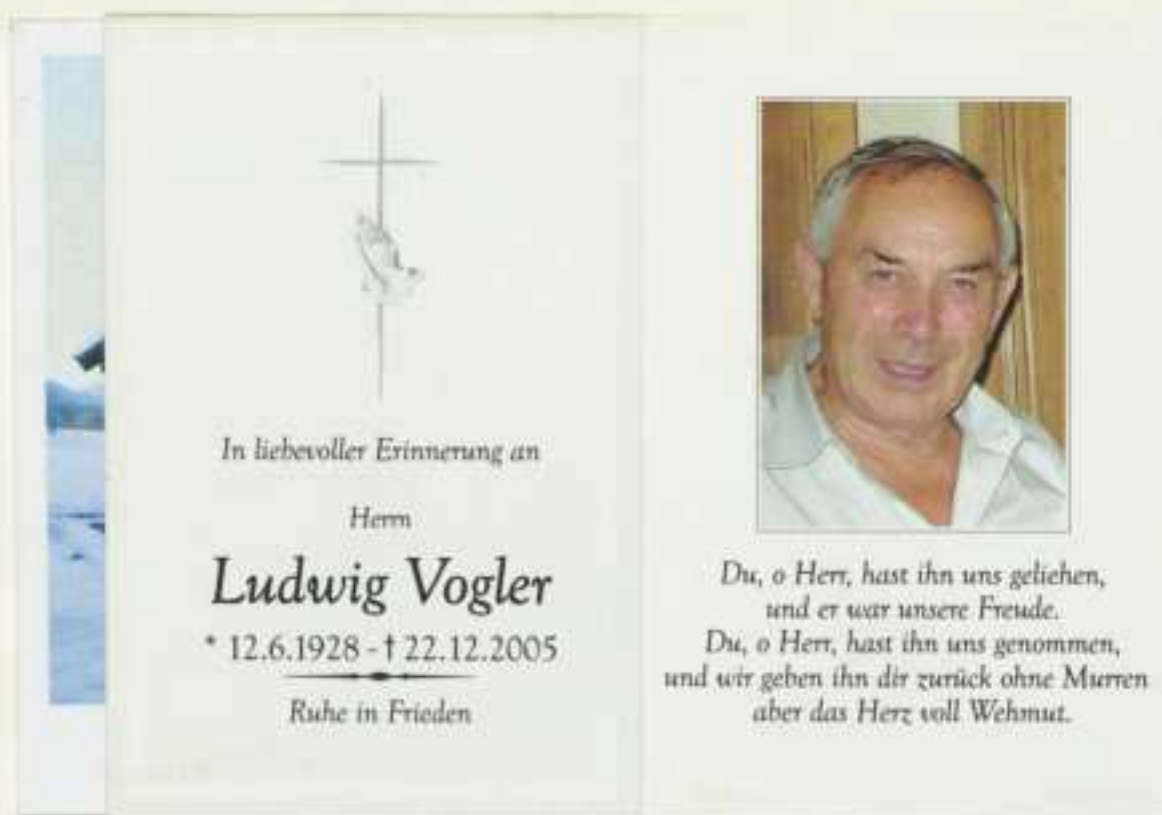 In liebevoller Erinnerung an
Herrn
Ludwig Vogler
* 12.6.1928 - † 22.12.2005
Ruhe in Frieden
Du, o Herr, hast ihn uns geliehen,
und er war unsere Freude.
Du, o Herr, hast ihn uns genommen,
und wir geben ihn dir zurück ohne Murren
aber das Herz voll Wehmut.